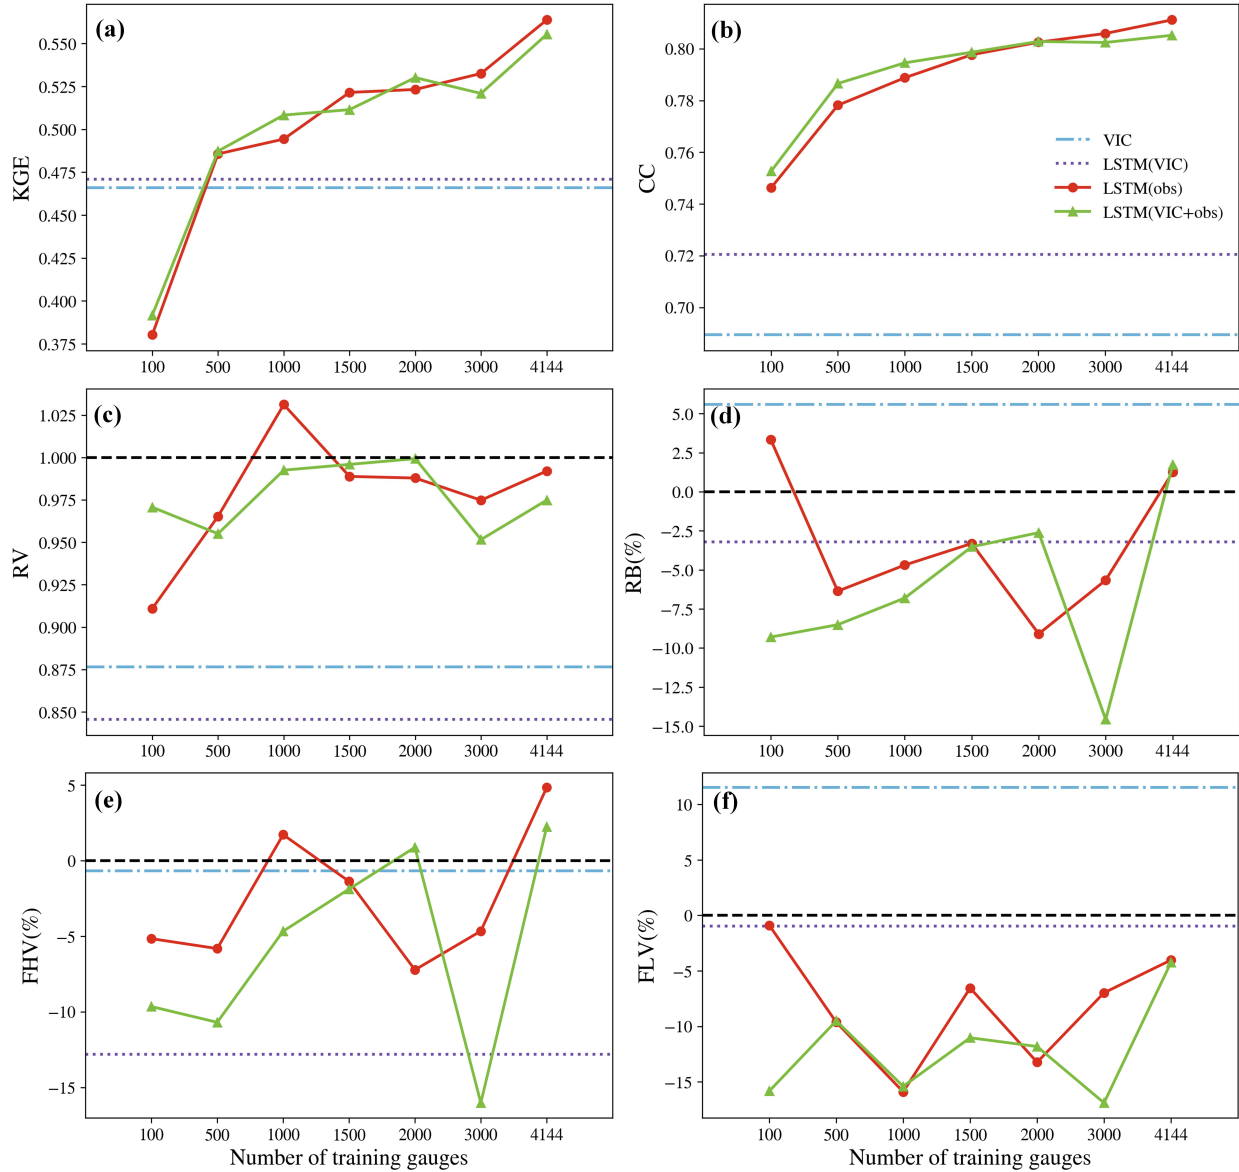 (a)
KGE
0.550
0.525
0.500
0.475
0.450
0.425
0.400
0.375
100 500 1000 1500 2000 3000 4144
(b)
CC
0.80
0.78
0.76
0.74
0.72
0.70
VIC
LSTM(VIC)
LSTM(obs)
LSTM(VIC+obs)
100 500 1000 1500 2000 3000 4144
(c)
RV
1.025
1.000
0.975
0.950
0.925
0.900
0.875
0.850
100 500 1000 1500 2000 3000 4144
(d)
RB(%)
5.0
2.5
0.0
−2.5
−5.0
−7.5
−10.0
−12.5
−15.0
100 500 1000 1500 2000 3000 4144
(e)
FHV(%)
5
0
−5
−10
−15
100 500 1000 1500 2000 3000 4144
Number of training gauges
(f)
FLV(%)
10
5
0
−5
−10
−15
100 500 1000 1500 2000 3000 4144
Number of training gauges